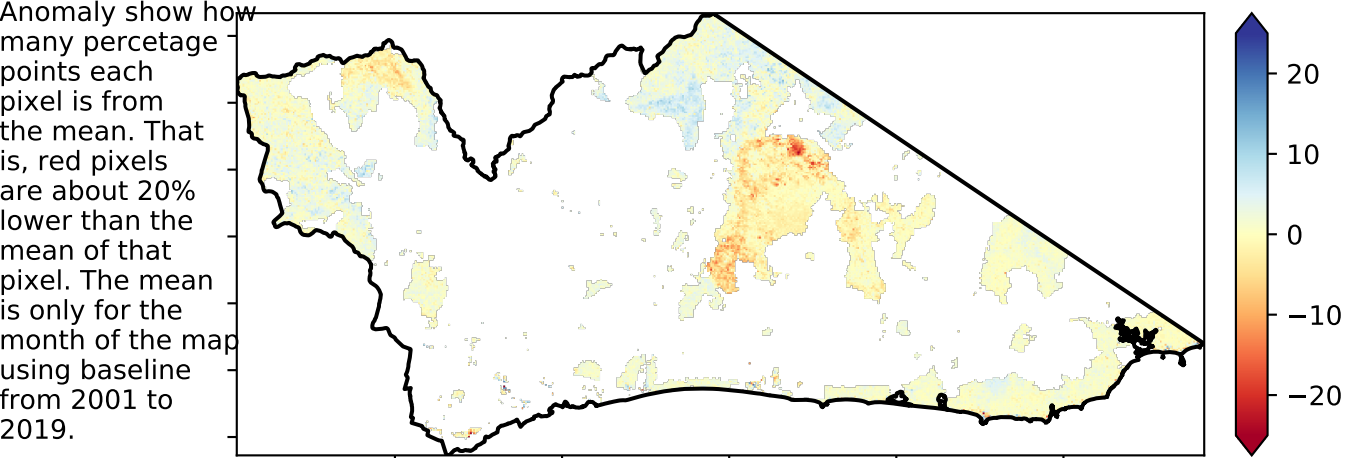 Anomaly show how
many percetage
points each
pixel is from
the mean. That
is, red pixels
are about 20%
lower than the
mean of that
pixel. The mean
is only for the
month of the map
using baseline
from 2001 to
2019.
20
10
0
−10
−20